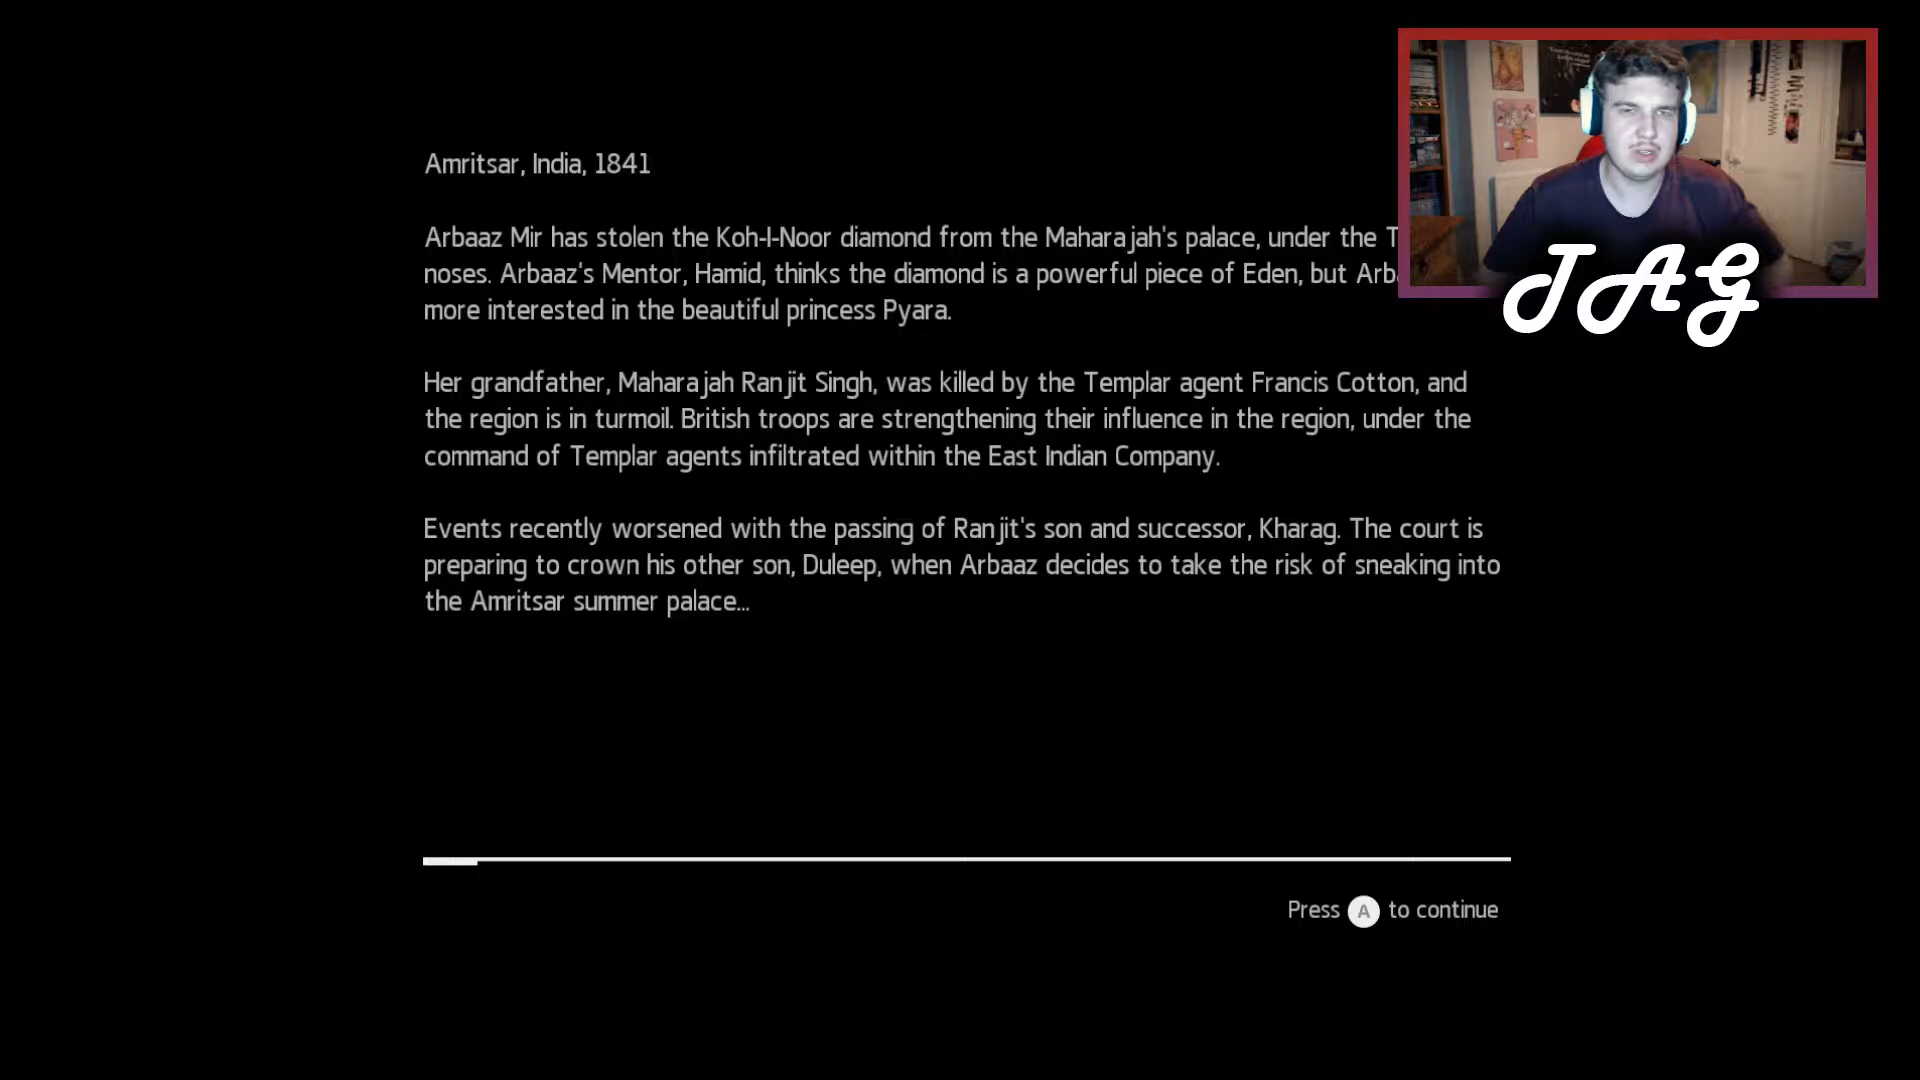 Amritsar, India, 1841
Arbaaz Mir has stolen the Koh-I-Noor diamond from the Maharajah's palace, under the T
noses. Arbaaz's Mentor, Hamid, thinks the diamond is a powerful piece of Eden, but Arba
more interested in the beautiful princess Pyara.
Her grandfather, Maharajah Ranjit Singh, was killed by the Templar agent Francis Cotton, and
the region is in turmoil. British troops are strengthening their influence in the region, under the
command of Templar agents infiltrated within the East Indian Company.
Events recently worsened with the passing of Ranjit's son and successor, Kharag. The court is
preparing to crown his other son, Duleep, when Arbaaz decides to take the risk of sneaking into
the Amritsar summer palace...
Press A to continue
TAG